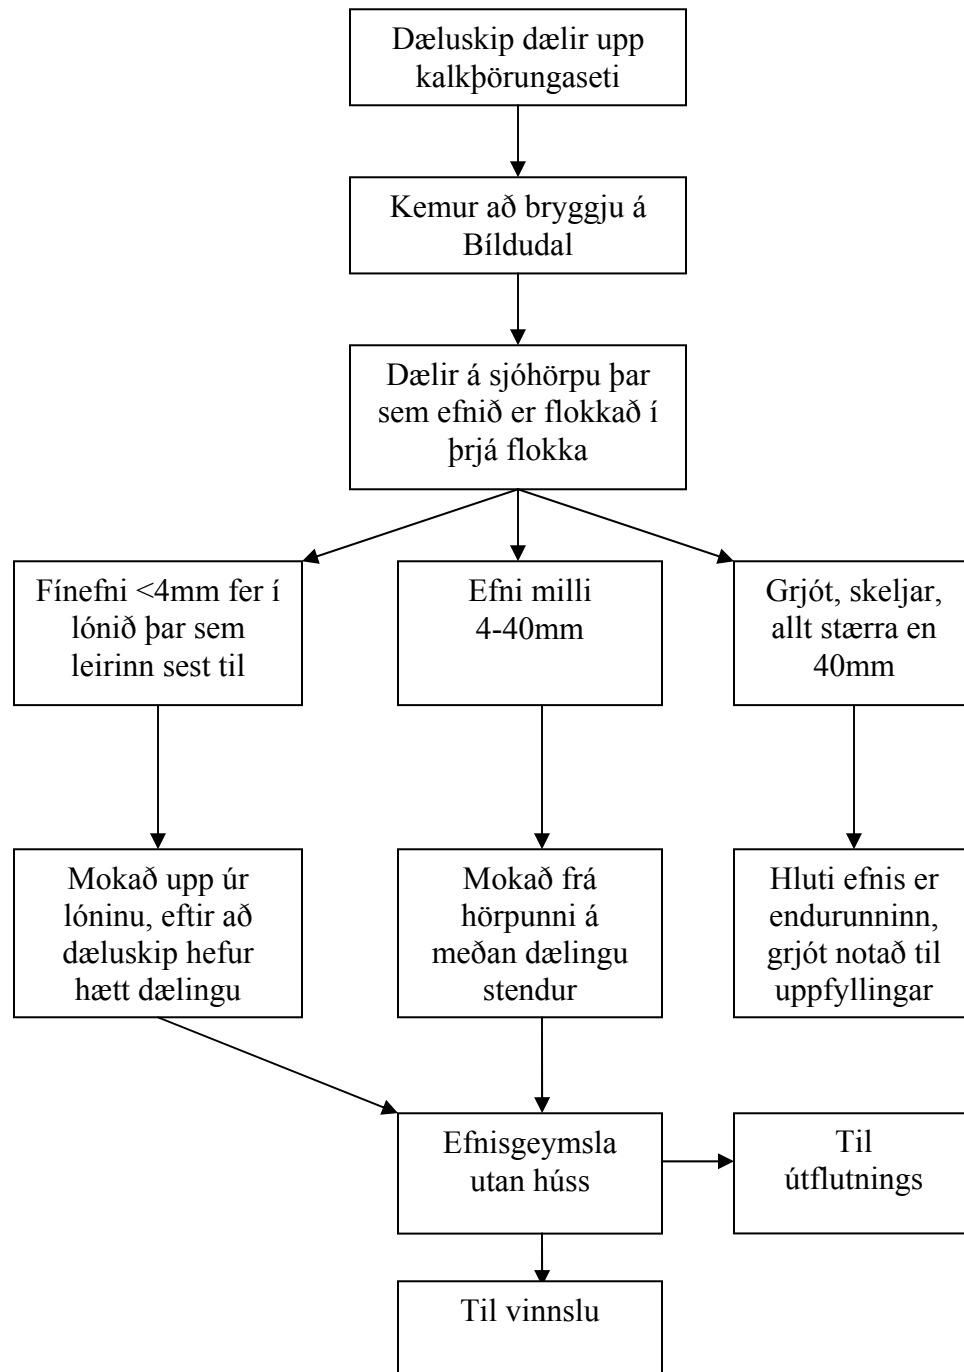 Dæluskip dælir upp
kalkþörungaseti
Kemur að bryggju á
Bíldudal
Dælir á sjóhörpu þar
sem efnið er flokkað í
þrjá flokka
Fínefni <4mm fer í
lónið þar sem
leirinn sest til
Efni milli
4-40mm
Grjót, skeljar,
allt stærra en
40mm
Mokað upp úr
lóninu, eftir að
dæluskip hefur
hætt dælingu
Mokað frá
hörpunni á
meðan dælingu
stendur
Hluti efnis er
endurunninn,
grjót notað til
uppfyllingar
Efnisgeymsla
utan húss
Til
útflutnings
Til vinnslu